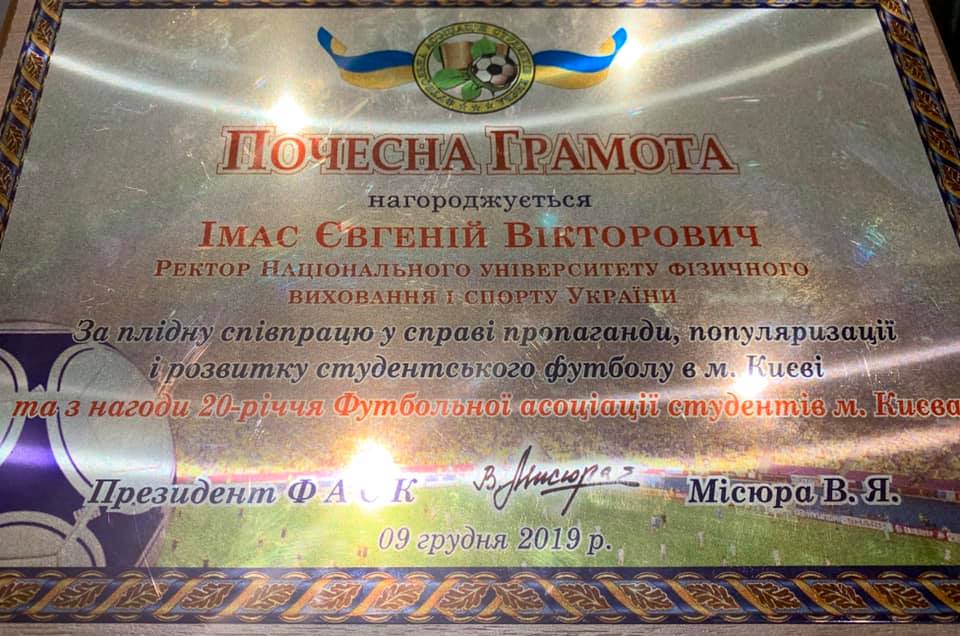 Почесна Грамота
нагороджується
Імас Євгеній Вікторович
Ректор Національного університету фізичного
виховання і спорту України
За плідну співпрацю у справі пропаганди, популяризації
і розвитку студентського футболу в м. Києві
та з нагоди 20-річчя Футбольної асоціації студентів м. Києва
Президент Ф А С К В Мисюра Місюра В. Я.
09 грудня 2019 р.